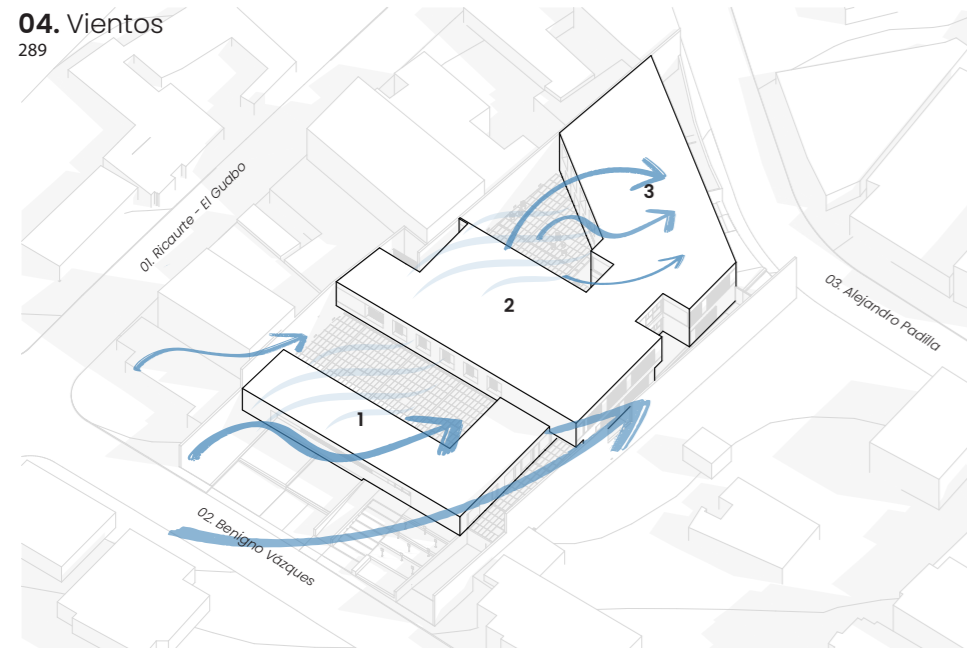 04. Vientos
289
01. Ricaurte - El Guabo
3
2
03. Alejandro Padilla
1
02. Benigno Vázques